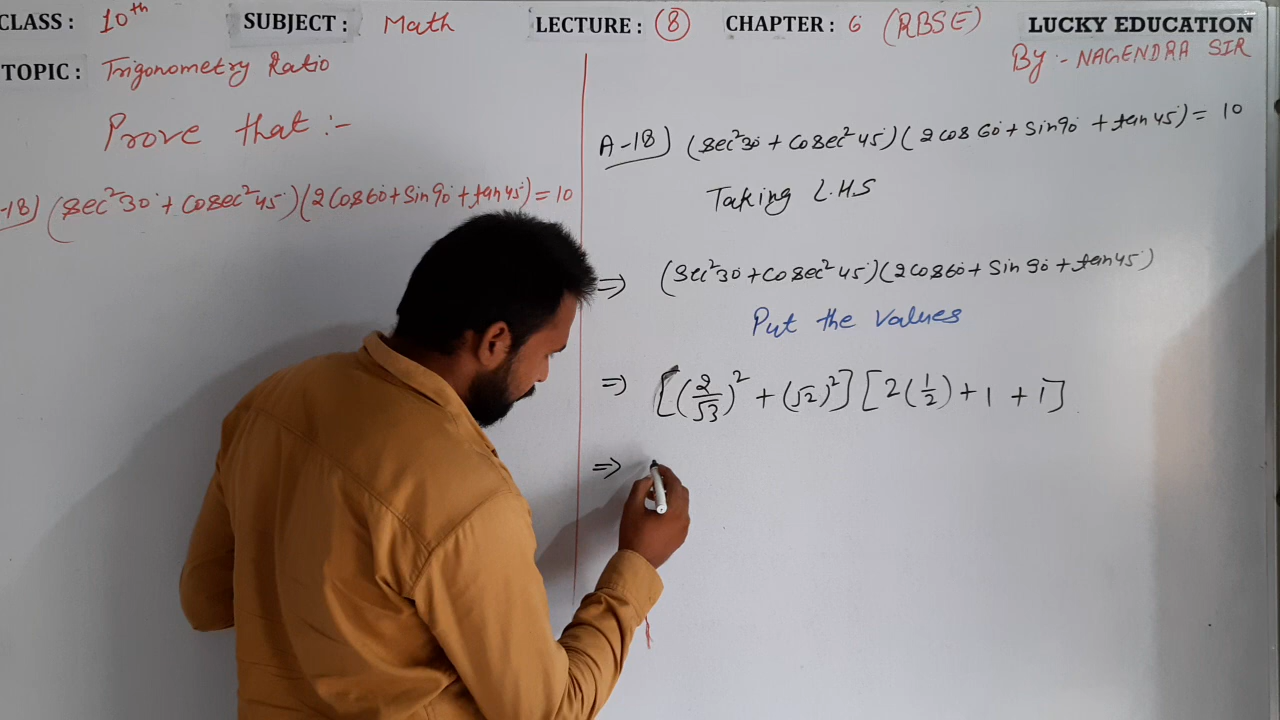 CLASS : 10th SUBJECT : Math LECTURE : 8 CHAPTER : 6 (RBSE) LUCKY EDUCATION
By :- NAGENDRA SIR
TOPIC : Trigonometry Ratio
Prove that :-
-18) (sec²30° + cosec²45°)(2cos60° + sin90° + tan45°) = 10
A-18) (sec²30° + cosec²45°)(2cos60° + sin90° + tan45°) = 10
Taking L.H.S
⇒ (sec²30° + cosec²45°)(2cos60° + sin90° + tan45°)
Put the values
⇒ [(2/√3)² + (√2)²] [2(1/2) + 1 + 1]
⇒